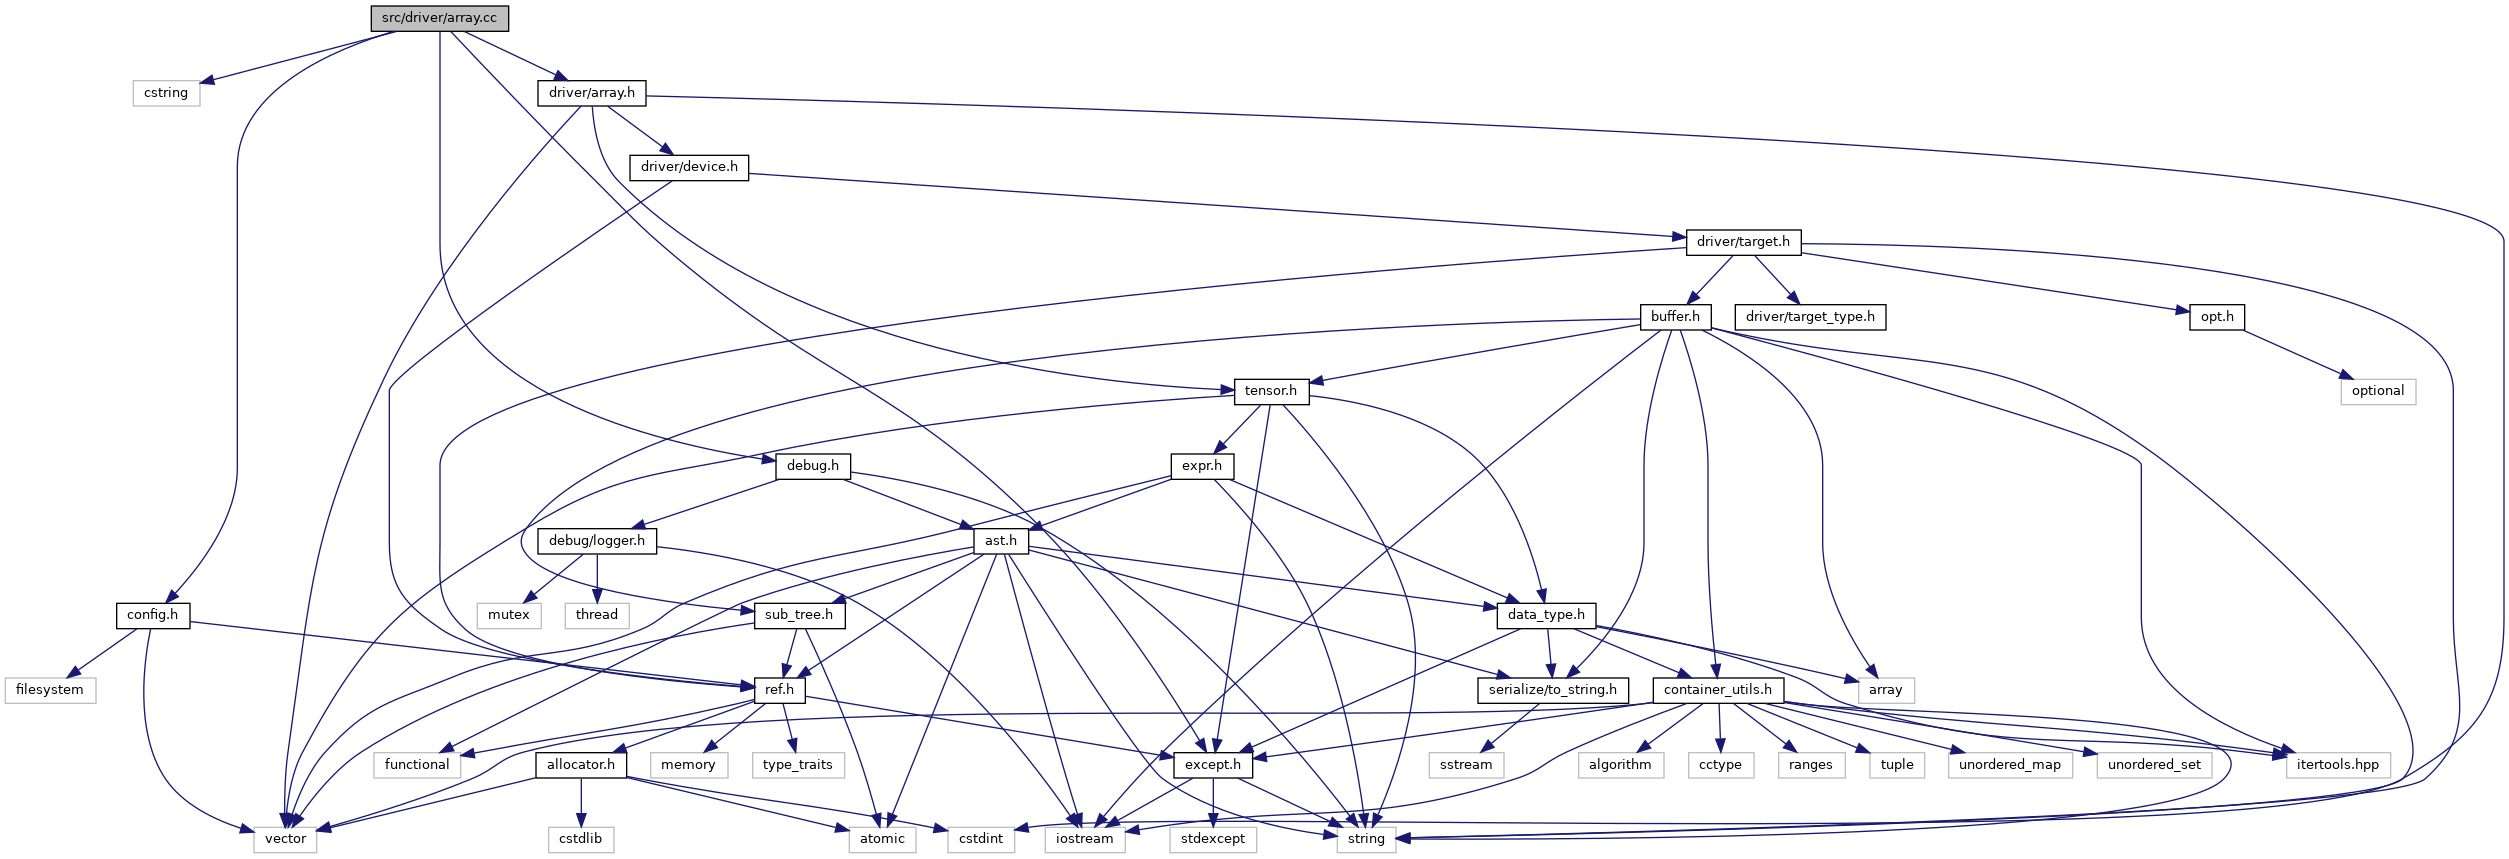 src/driver/array.cc
cstring
driver/array.h
driver/device.h
driver/target.h
buffer.h
driver/target_type.h
opt.h
tensor.h
optional
debug.h
expr.h
debug/logger.h
ast.h
mutex
thread
config.h
sub_tree.h
data_type.h
filesystem
ref.h
serialize/to_string.h
container_utils.h
array
functional
allocator.h
memory
type_traits
except.h
sstream
algorithm
cctype
ranges
tuple
unordered_map
unordered_set
itertools.hpp
vector
cstdlib
atomic
cstdint
iostream
stdexcept
string